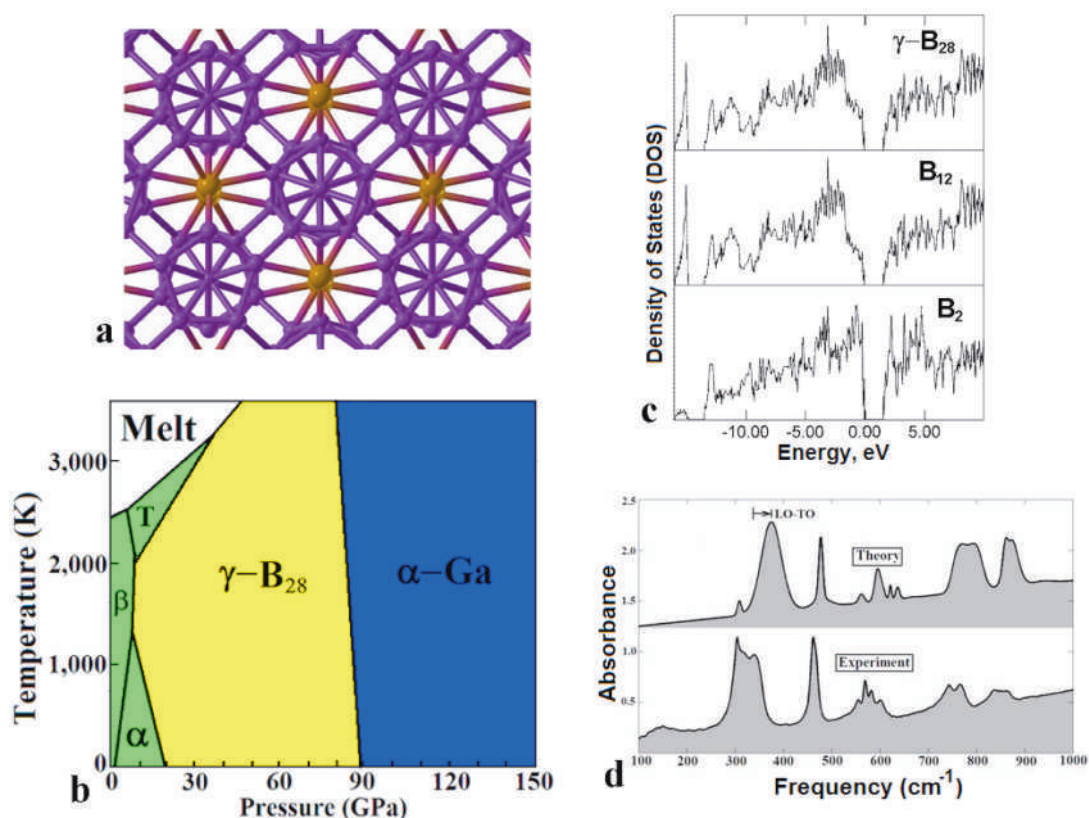 a
Melt
T
β
α
γ–B28
α–Ga
3,000
2,000
1,000
0
0
30
60
90
120
150
Temperature (K)
Pressure (GPa)
b
γ–B28
B12
B2
Density of States (DOS)
-10.00
-5.00
0.00
5.00
Energy, eV
c
2.5
2.0
1.5
1.0
0.5
LO-TO
Theory
Experiment
Absorbance
100
200
300
400
500
600
700
800
900
1000
Frequency (cm-1)
d